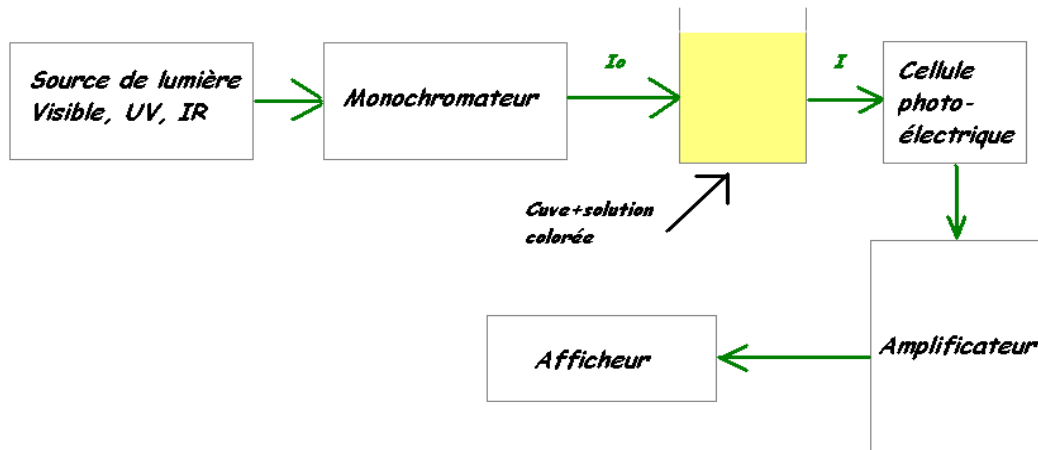 Source de lumière
Visible, UV, IR
Monochromateur
Io
I
Cellule
photo-
électrique
Cuve+solution
colorée
Afficheur
Amplificateur